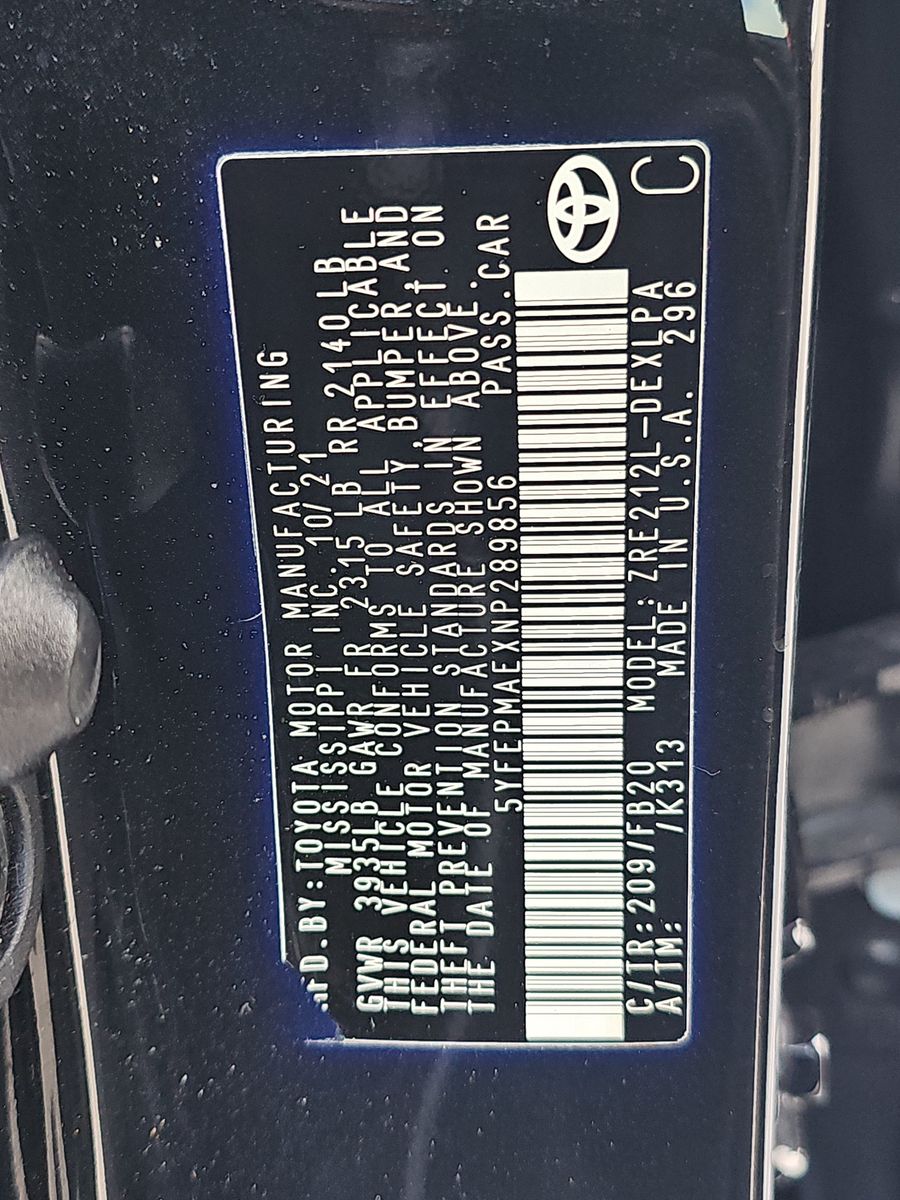 MFD.BY:TOYOTA MOTOR MANUFACTURING
MISSISSIPPI INC. 10/21
GVWR 3935LB GAWR FR 2315 LB RR 2140LB
THIS VEHICLE CONFORMS TO ALL APPLICABLE
FEDERAL MOTOR VEHICLE SAFETY,BUMPER,AND
THEFT PREVENTION STANDARDS IN EFFECT ON
THE DATE OF MANUFACTURE SHOWN ABOVE.
5YFEPMAEXNP289856 PASS.CAR
C/TR:209/FB20 MODEL:ZRE212L-DEXLPA
A/TM: /K313 MADE IN U.S.A. 296
C